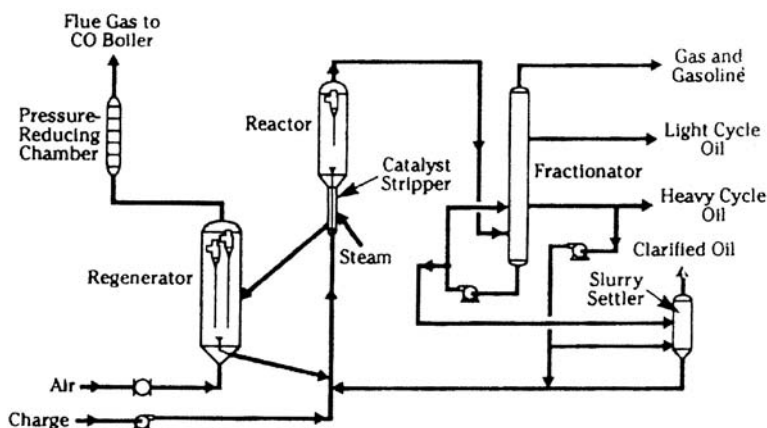 Flue Gas to
CO Boiler
Pressure-
Reducing
Chamber
Reactor
Catalyst
Stripper
Steam
Regenerator
Air
Charge
Gas and
Gasoline
Light Cycle
Oil
Fractionator
Heavy Cycle
Oil
Clarified Oil
Slurry
Settler